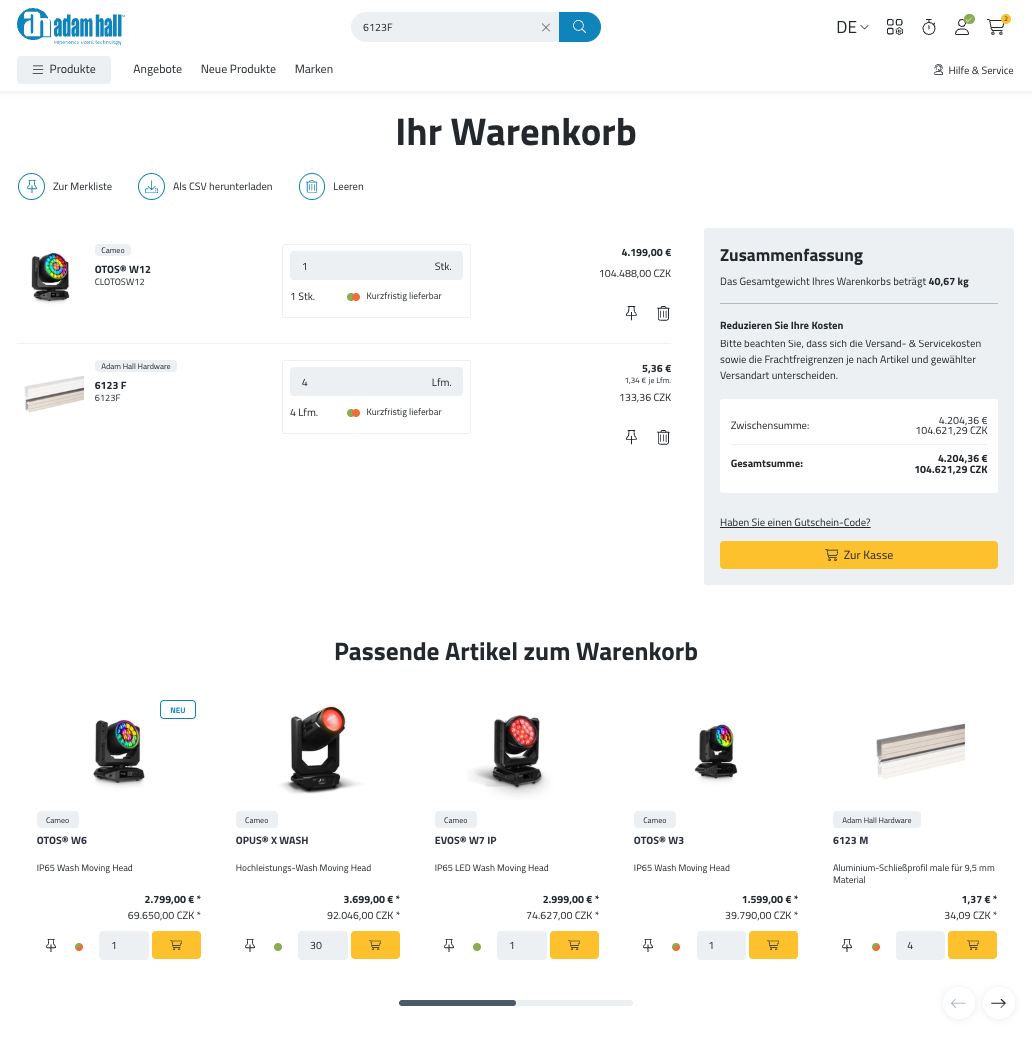 adam hall
experience event technology
6123F
DE
2
Produkte
Angebote
Neue Produkte
Marken
Hilfe & Service
Ihr Warenkorb
Zur Merkliste
Als CSV herunterladen
Leeren
Cameo
OTOS® W12
CLOTOSW12
1 Stk.
1 Stk.
Kurzfristig lieferbar
4.199,00 €
104.488,00 CZK
Adam Hall Hardware
6123 F
6123F
4 Lfm.
4 Lfm.
Kurzfristig lieferbar
5,36 €
1,34 € je Lfm.
133,36 CZK
Zusammenfassung
Das Gesamtgewicht Ihres Warenkorbs beträgt 40,67 kg
Reduzieren Sie Ihre Kosten
Bitte beachten Sie, dass sich die Versand- & Servicekosten
sowie die Frachtfreigrenzen je nach Artikel und gewählter
Versandart unterscheiden.
Zwischensumme:
4.204,36 €
104.621,29 CZK
Gesamtsumme:
4.204,36 €
104.621,29 CZK
Haben Sie einen Gutschein-Code?
Zur Kasse
Passende Artikel zum Warenkorb
NEU
Cameo
OTOS® W6
IP65 Wash Moving Head
2.799,00 € *
69.650,00 CZK *
1
Cameo
OPUS® X WASH
Hochleistungs-Wash Moving Head
3.699,00 € *
92.046,00 CZK *
30
Cameo
EVOS® W7 IP
IP65 LED Wash Moving Head
2.999,00 € *
74.627,00 CZK *
1
Cameo
OTOS® W3
IP65 Wash Moving Head
1.599,00 € *
39.790,00 CZK *
1
Adam Hall Hardware
6123 M
Aluminium-Schließprofil male für 9,5 mm
Material
1,37 € *
34,09 CZK *
4